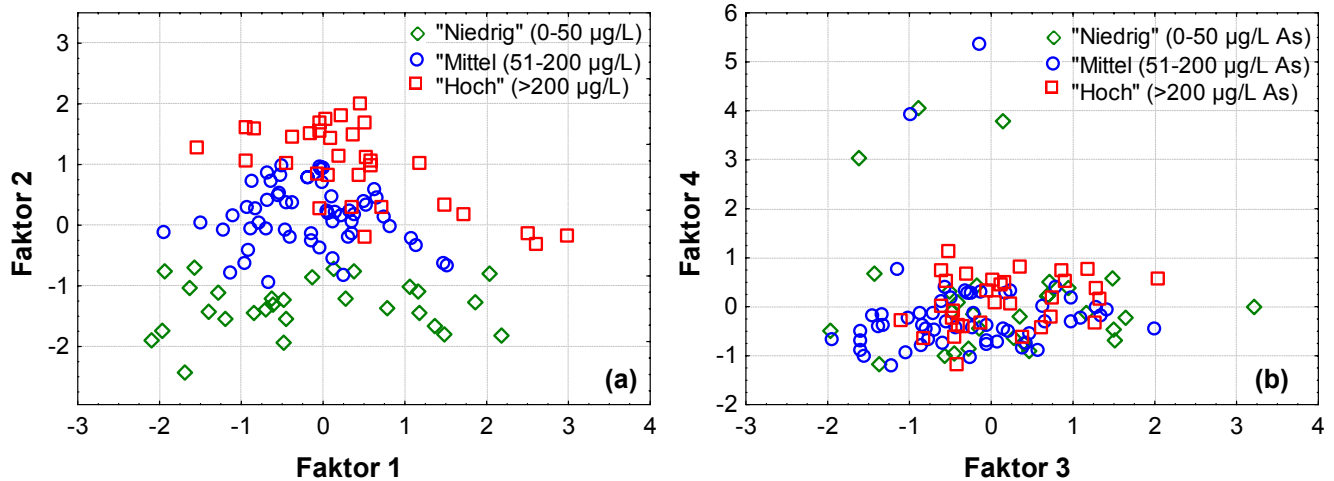 "Niedrig" (0-50 µg/L)
"Mittel (51-200 µg/L)
"Hoch" (>200 µg/L)
3
2
1
0
-1
-2
Faktor 2
(a)
-3 -2 -1 0 1 2 3 4
Faktor 1
"Niedrig" (0-50 µg/L As)
"Mittel (51-200 µg/L As)
"Hoch" (>200 µg/L As)
6
5
4
3
2
1
0
-1
-2
Faktor 4
(b)
-3 -2 -1 0 1 2 3 4
Faktor 3